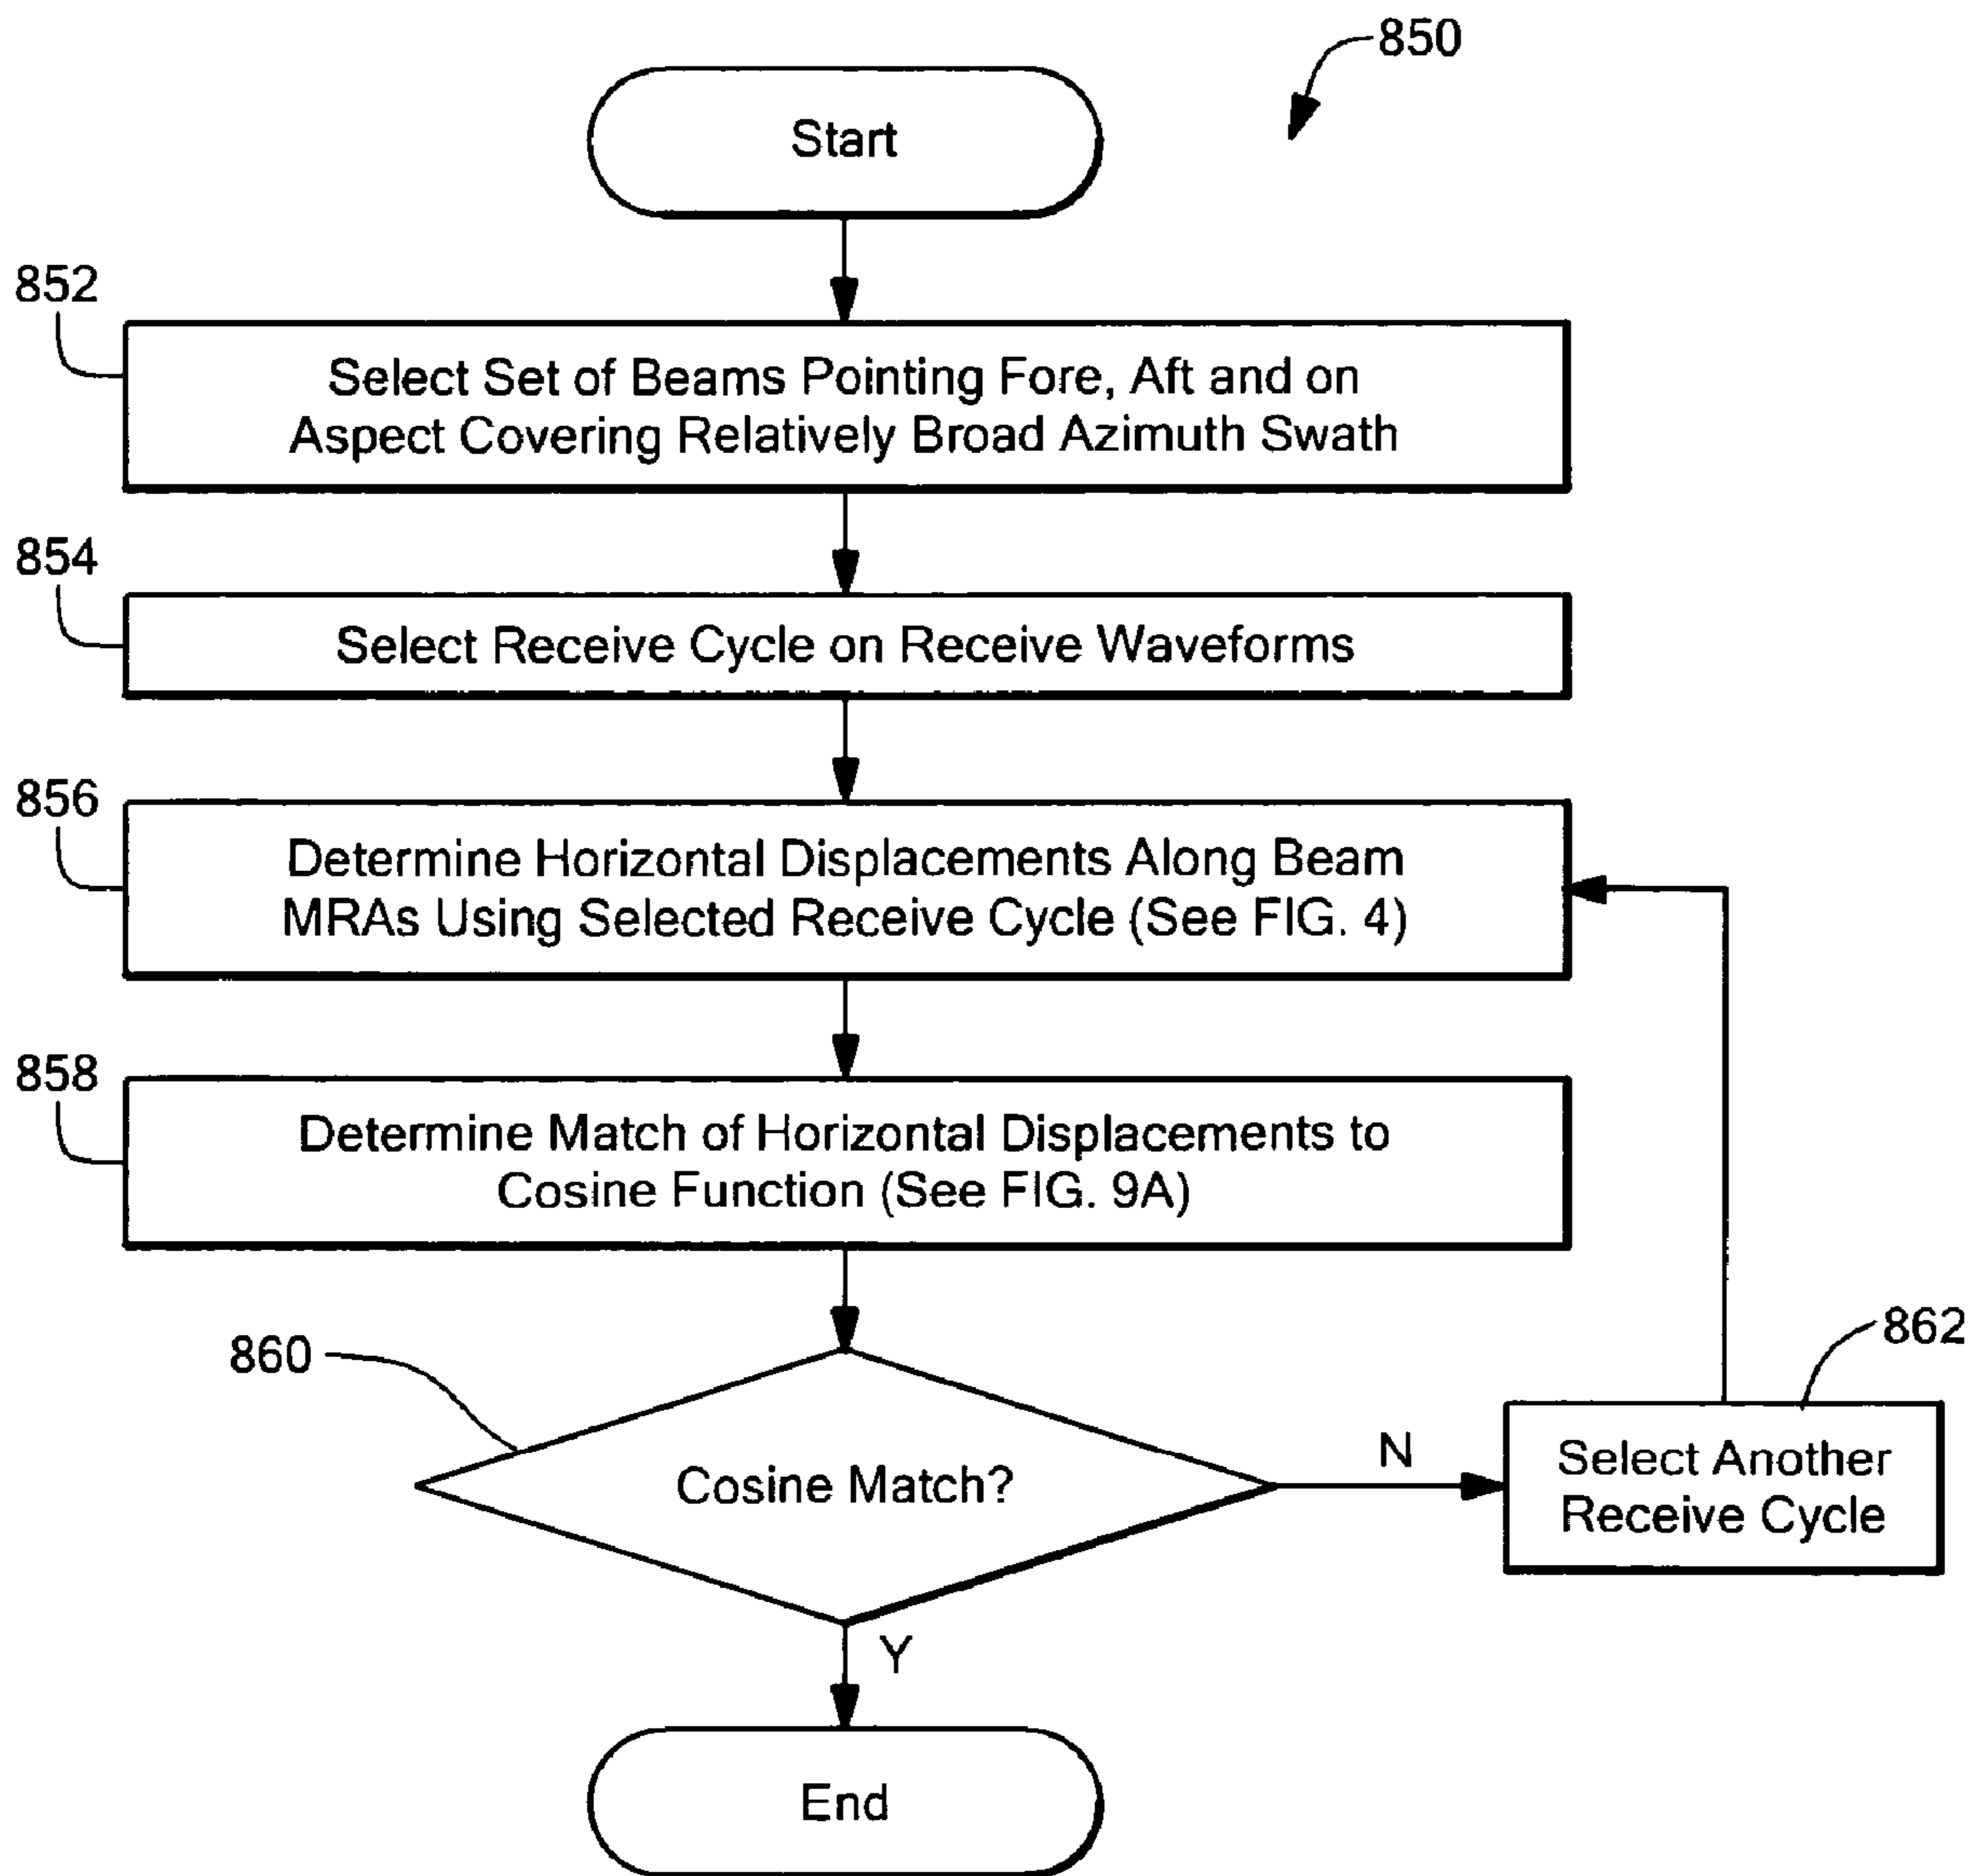 850
Start
852
Select Set of Beams Pointing Fore, Aft and on
Aspect Covering Relatively Broad Azimuth Swath
854
Select Receive Cycle on Receive Waveforms
856
Determine Horizontal Displacements Along Beam
MRAs Using Selected Receive Cycle (See FIG. 4)
858
Determine Match of Horizontal Displacements to
Cosine Function (See FIG. 9A)
860
Cosine Match?
N
862
Select Another
Receive Cycle
Y
End